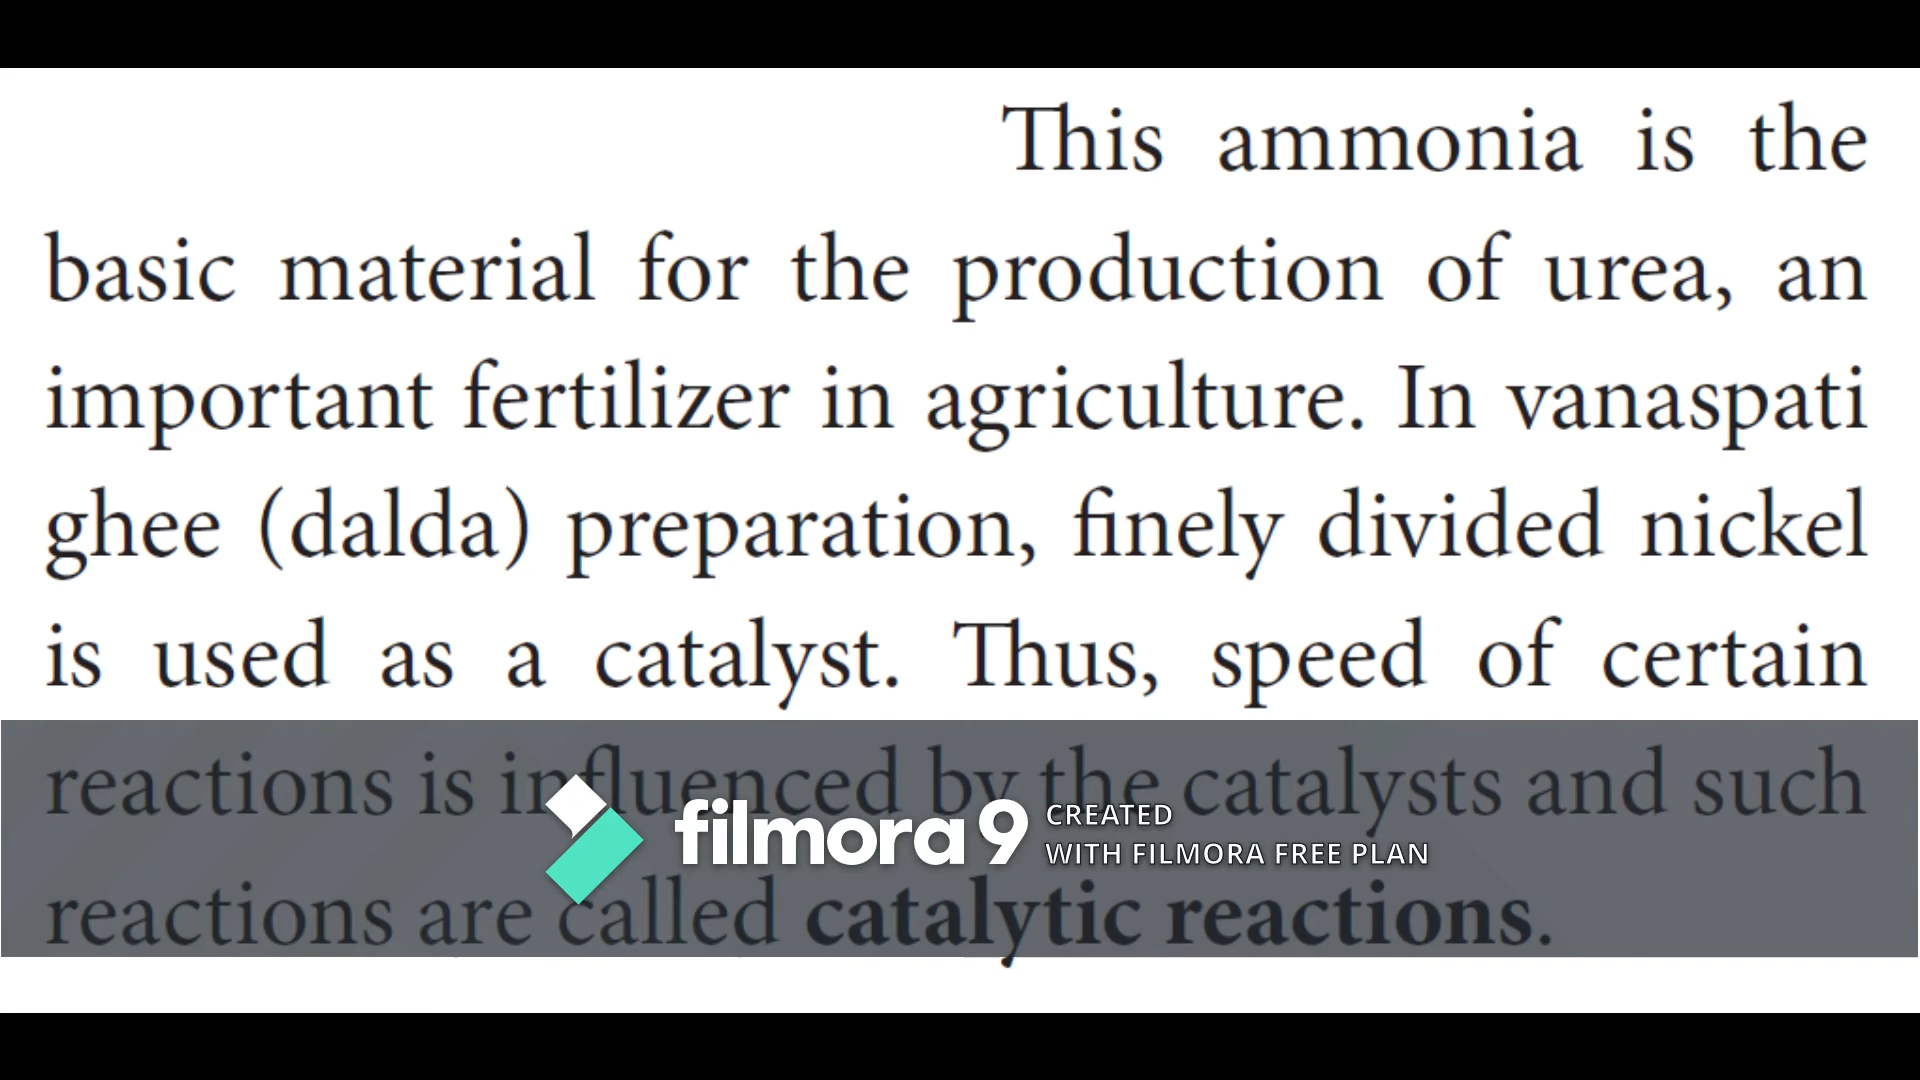 This ammonia is the
basic material for the production of urea, an
important fertilizer in agriculture. In vanaspati
ghee (dalda) preparation, finely divided nickel
is used as a catalyst. Thus, speed of certain
reactions is influenced by the catalysts and such
filmora9 CREATED
WITH FILMORA FREE PLAN
reactions are called catalytic reactions.